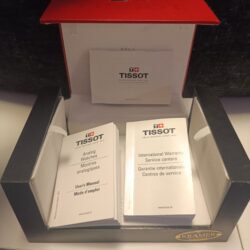 TISSOT
TISSOT
Analog
Watches
Montres
analogiques
User's Manual
Mode d'emploi
TISSOT
International Warranty
Service centers
Garantie internationale
Centres de service
KRAMER